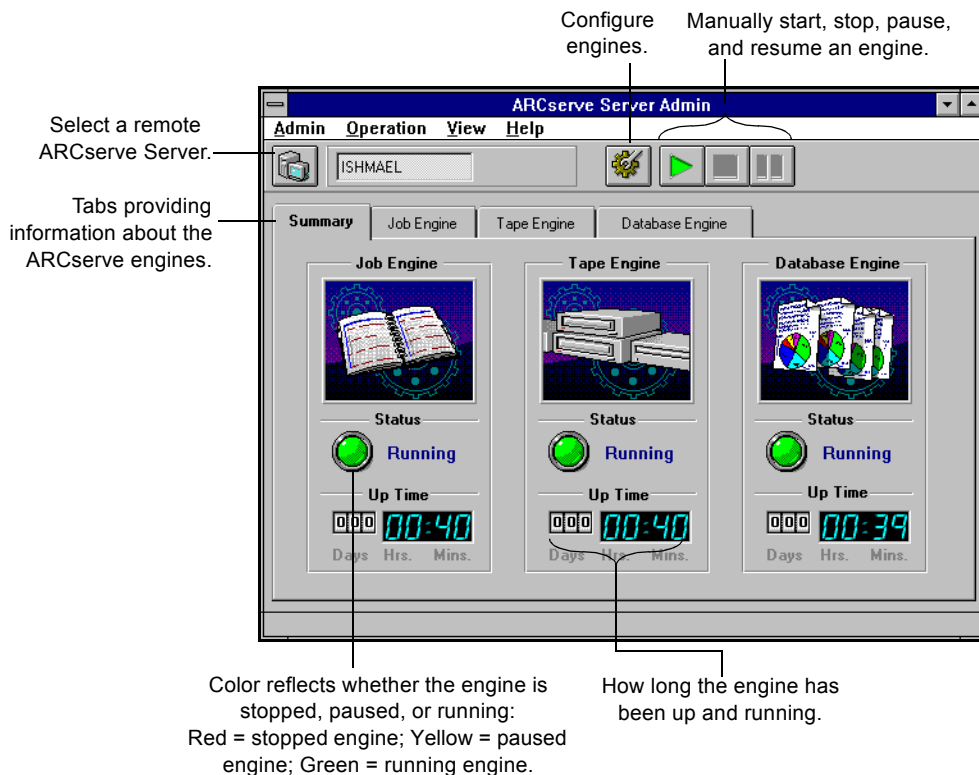 Configure
engines.
Manually start, stop, pause,
and resume an engine.
Select a remote
ARCserve Server.
Tabs providing
information about the
ARCserve engines.
ARCserve Server Admin
Admin Operation View Help
ISHMAEL
Summary Job Engine Tape Engine Database Engine
Job Engine Tape Engine Database Engine
Status Status Status
Running Running Running
Up Time Up Time Up Time
000 00:40 000 00:40 000 00:39
Days Hrs. Mins. Days Hrs. Mins. Days Hrs. Mins.
Color reflects whether the engine is
stopped, paused, or running:
Red = stopped engine; Yellow = paused
engine; Green = running engine.
How long the engine has
been up and running.